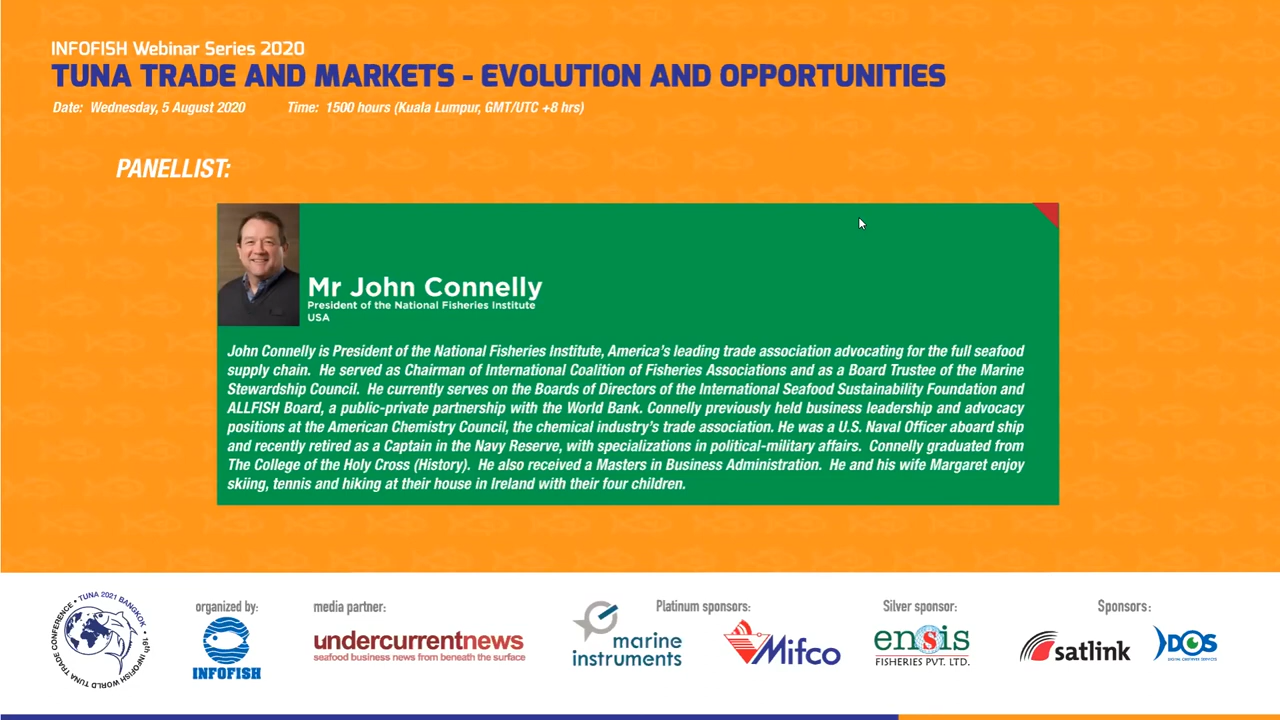 INFOFISH Webinar Series 2020
TUNA TRADE AND MARKETS - EVOLUTION AND OPPORTUNITIES
Date: Wednesday, 5 August 2020 Time: 1500 hours (Kuala Lumpur, GMT/UTC +8 hrs)
PANELLIST:
Mr John Connelly
President of the National Fisheries Institute
USA
John Connelly is President of the National Fisheries Institute, America's leading trade association advocating for the full seafood
supply chain. He served as Chairman of International Coalition of Fisheries Associations and as a Board Trustee of the Marine
Stewardship Council. He currently serves on the Boards of Directors of the International Seafood Sustainability Foundation and
ALLFISH Board, a public-private partnership with the World Bank. Connelly previously held business leadership and advocacy
positions at the American Chemistry Council, the chemical industry's trade association. He was a U.S. Naval Officer aboard ship
and recently retired as a Captain in the Navy Reserve, with specializations in political-military affairs. Connelly graduated from
The College of the Holy Cross (History). He also received a Masters in Business Administration. He and his wife Margaret enjoy
skiing, tennis and hiking at their house in Ireland with their four children.
16th INFOFISH WORLD TUNA TRADE CONFERENCE • TUNA 2021 BANGKOK •
organized by:
INFOFISH
media partner:
undercurrentnews
seafood business news from beneath the surface
Platinum sponsors:
marine
instruments
Mifco
Silver sponsor:
ensis
FISHERIES PVT. LTD.
Sponsors:
satlink
DOS